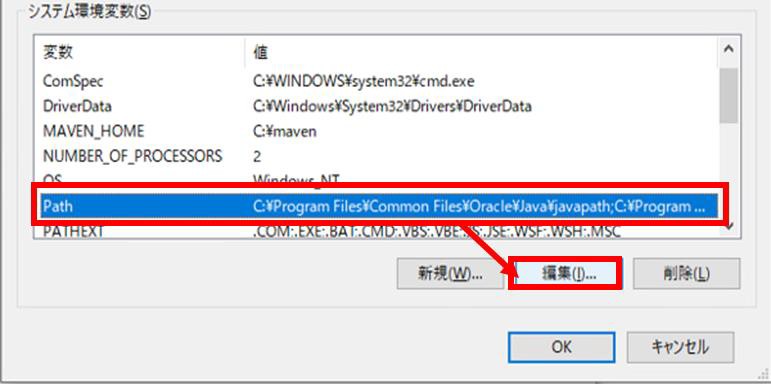 システム環境変数(S)
変数 値
ComSpec C:¥WINDOWS¥system32¥cmd.exe
DriverData C:¥Windows¥System32¥Drivers¥DriverData
MAVEN_HOME C:¥maven
NUMBER_OF_PROCESSORS 2
OS Windows_NT
Path C:¥Program Files¥Common Files¥Oracle¥Java¥javapath;C:¥Program ...
PATHEXT .COM;.EXE;.BAT;.CMD;.VBS;.VBE;.JS;.JSE;.WSF;.WSH;.MSC
新規(W)... 編集(I)... 削除(L)
OK キャンセル